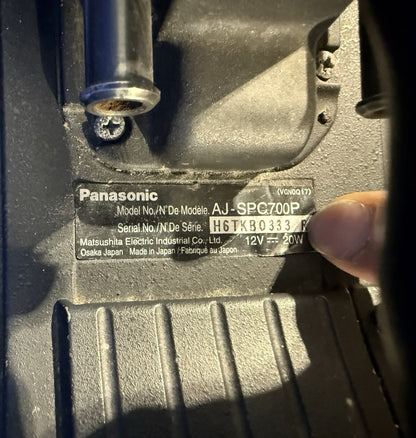 Panasonic (VGN0Q17)
Model No./N°De Modèle. AJ-SPC700P
Serial No./N°De Série. H6TKB0333
Matsushita Electric Industrial Co., Ltd. 12V ⎓ 20W
Osaka Japan Made in Japan/Fabriqué au Japon